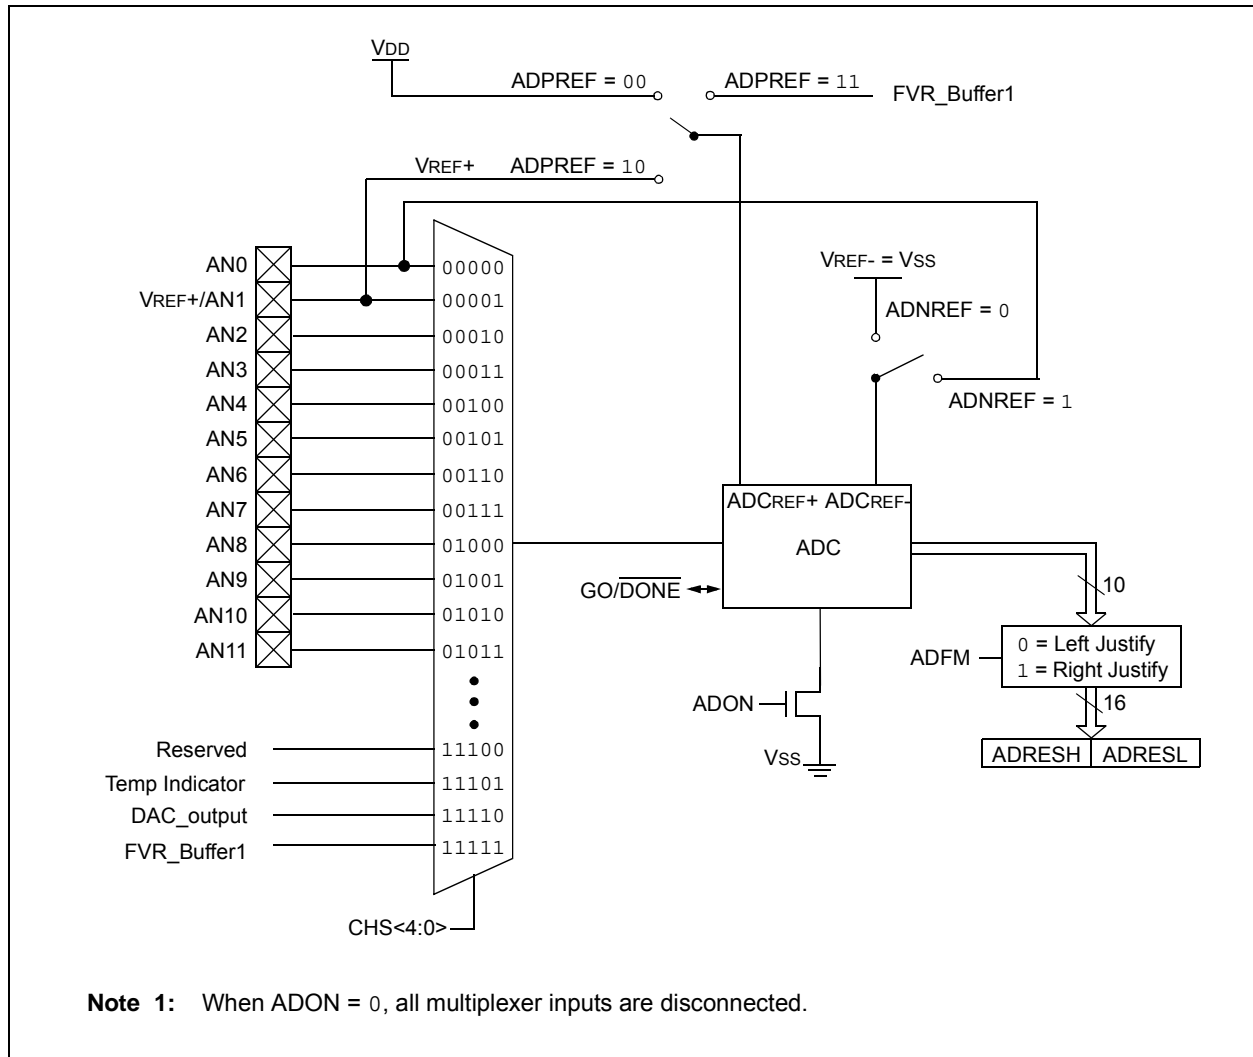 VDD
ADPREF = 00
ADPREF = 11
FVR_Buffer1
VREF+
ADPREF = 10
AN0
00000
VREF- = VSS
VREF+/AN1
00001
ADNREF = 0
AN2
00010
AN3
00011
AN4
00100
ADNREF = 1
AN5
00101
AN6
00110
AN7
00111
ADCREF+ ADCREF-
AN8
01000
ADC
AN9
01001
GO/DONE
10
AN10
01010
AN11
01011
ADFM
0 = Left Justify
1 = Right Justify
ADON
16
Reserved
11100
VSS
ADRESH
ADRESL
Temp Indicator
11101
DAC_output
11110
FVR_Buffer1
11111
CHS<4:0>
Note 1: When ADON = 0, all multiplexer inputs are disconnected.